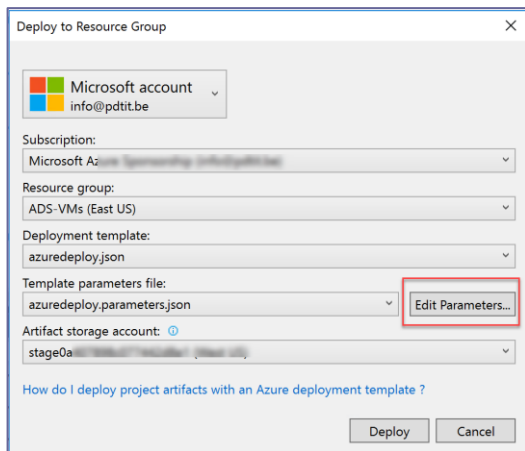 Deploy to Resource Group
Microsoft account
info@pdtit.be
Subscription:
Microsoft
Resource group:
ADS-VMs (East US)
Deployment template:
azuredeploy.json
Template parameters file:
azuredeploy.parameters.json
Edit Parameters...
Artifact storage account:
stage0a
How do I deploy project artifacts with an Azure deployment template ?
Deploy Cancel